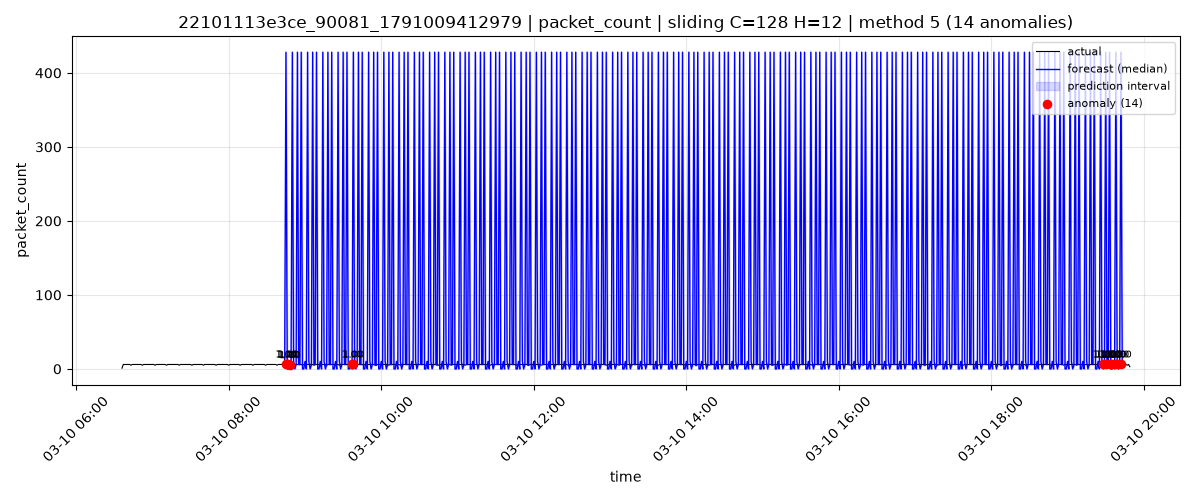 22101113e3ce_90081_1791009412979 | packet_count | sliding C=128 H=12 | method 5 (14 anomalies)
actual
forecast (median)
prediction interval
anomaly (14)
packet_count
400
300
200
100
0
03-10 06:00
03-10 08:00
03-10 10:00
03-10 12:00
03-10 14:00
03-10 16:00
03-10 18:00
03-10 20:00
time